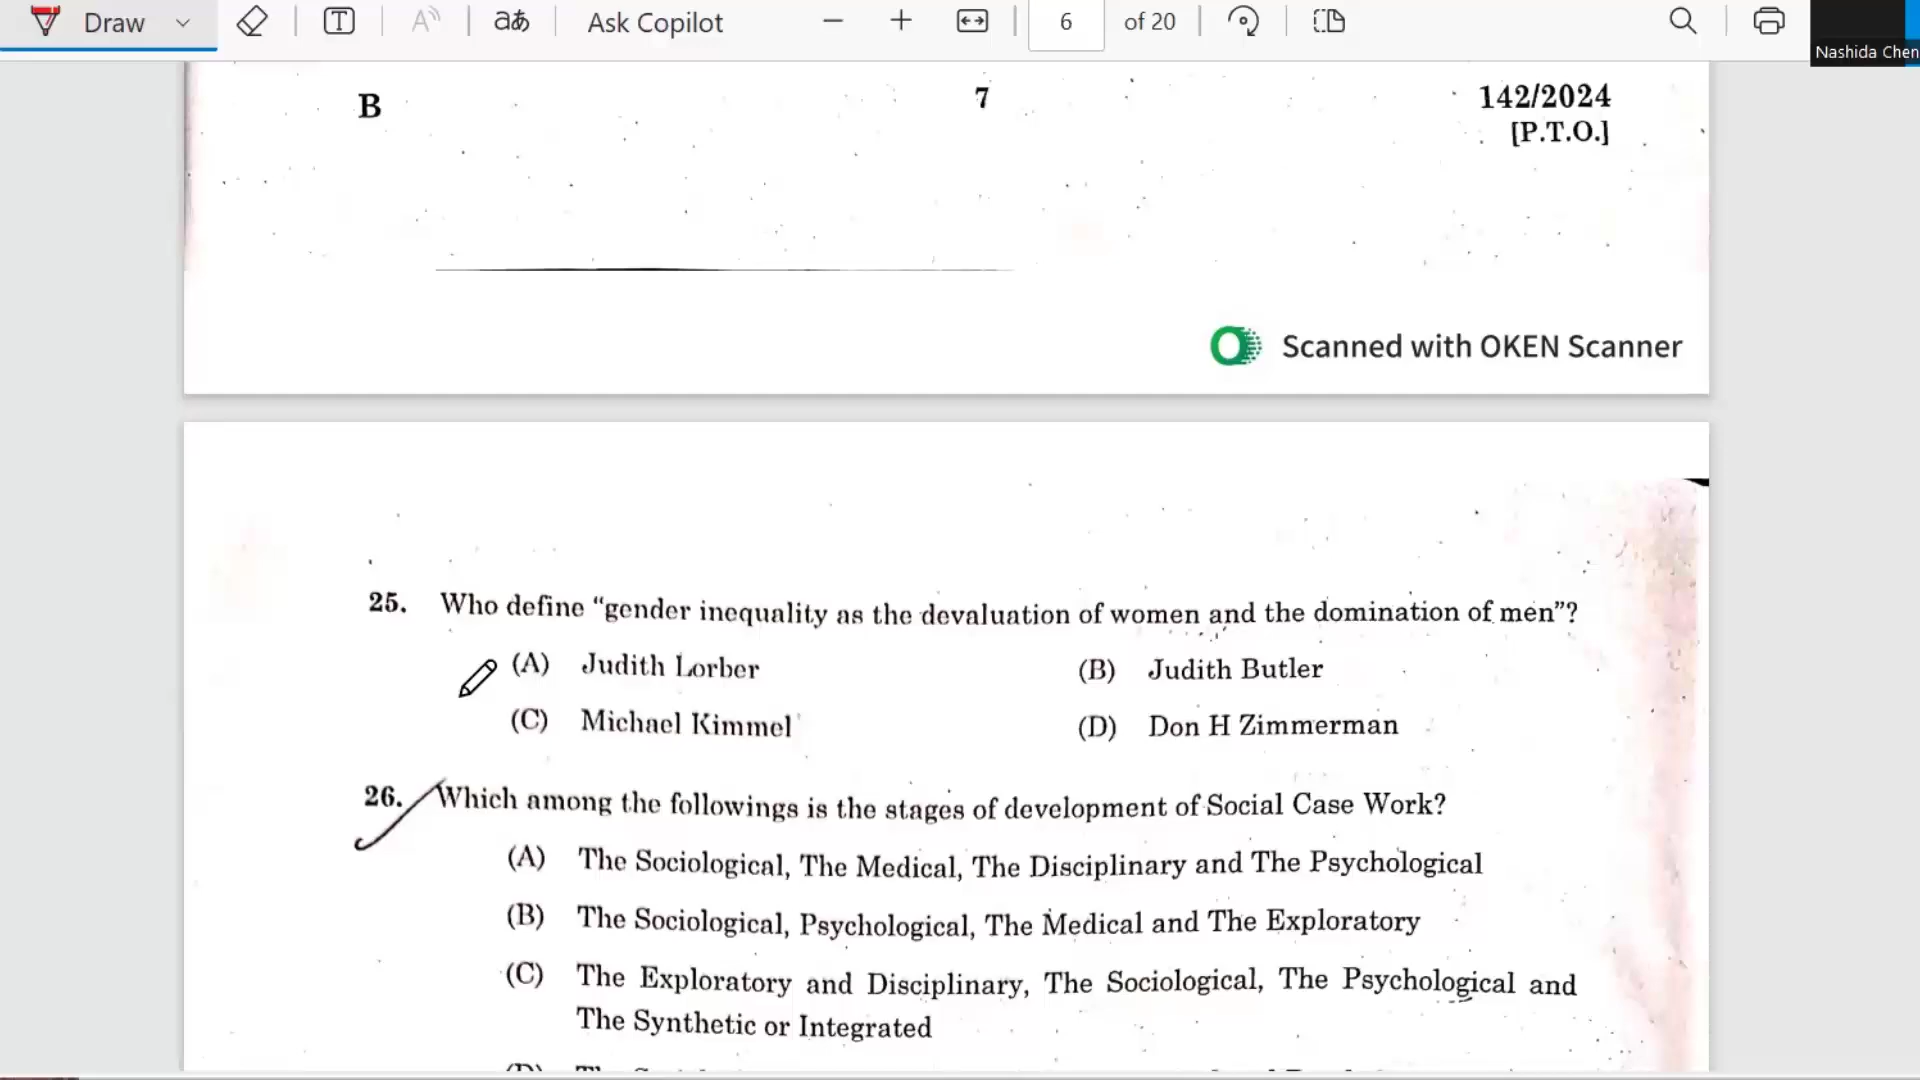 Draw
Ask Copilot
6 of 20
Nashida Chen
B 7 142/2024
[P.T.O.]
Scanned with OKEN Scanner
25. Who define “gender inequality as the devaluation of women and the domination of men”?
(A) Judith Lorber (B) Judith Butler
(C) Michael Kimmel (D) Don H Zimmerman
26. Which among the followings is the stages of development of Social Case Work?
(A) The Sociological, The Medical, The Disciplinary and The Psychological
(B) The Sociological, Psychological, The Medical and The Exploratory
(C) The Exploratory and Disciplinary, The Sociological, The Psychological and
The Synthetic or Integrated